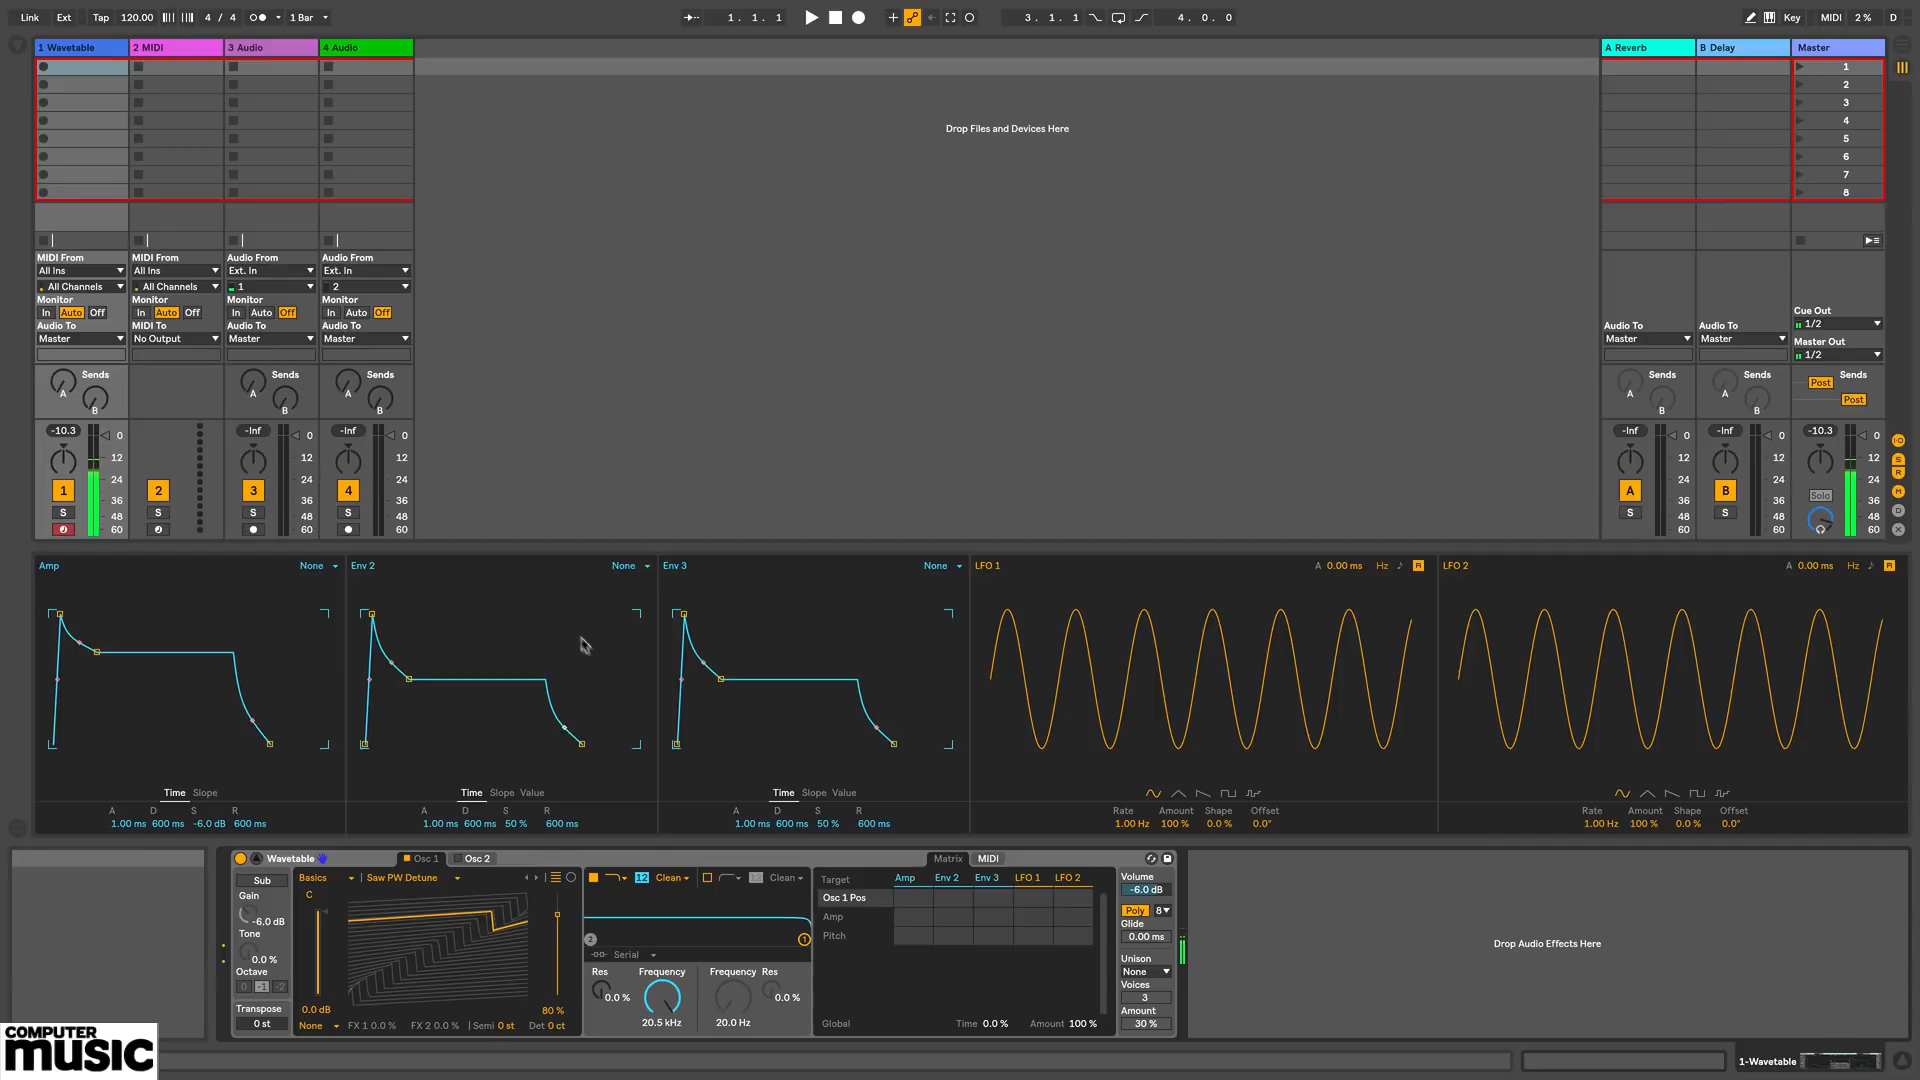 Link Ext Tap 120.00 4 / 4 1 Bar 1. 1. 1 3. 1. 1 4. 0. 0 Key MIDI 2 % D
1 Wavetable 2 MIDI 3 Audio 4 Audio A Reverb B Delay Master
1
2
3
4
5
6
7
8
Drop Files and Devices Here
MIDI From MIDI From Audio From Audio From
All Ins All Ins Ext. In Ext. In
All Channels All Channels 1 2
Monitor Monitor Monitor Monitor
In Auto Off In Auto Off In Auto Off In Auto Off
Audio To MIDI To Audio To Audio To Audio To Audio To
Master No Output Master Master Master Master
Cue Out
1/2
Master Out
1/2
Sends Sends Sends Sends Sends Sends
A A A A A Post
B B B B B Post
-10.3 0 -Inf 0 -Inf 0 -Inf 0 -Inf 0 -10.3 0
12 12 12 12 12 12
24 24 24 24 24 24
1 2 3 4 A B Solo
36 36 36 36 36 36
S S S S S S
48 48 48 48 48 48
60 60 60 60 60 60
I·O
S
R
M
D
X
Amp None Env 2 None Env 3 None LFO 1 A 0.00 ms Hz R LFO 2 A 0.00 ms Hz R
Time Slope Time Slope Value Time Slope Value
A D S R A D S R A D S R Rate Amount Shape Offset Rate Amount Shape Offset
1.00 ms 600 ms -6.0 dB 600 ms 1.00 ms 600 ms 50 % 600 ms 1.00 ms 600 ms 50 % 600 ms 1.00 Hz 100 % 0.0 % 0.0° 1.00 Hz 100 % 0.0 % 0.0°
Wavetable Osc 1 Osc 2 Matrix MIDI
Sub
Gain
-6.0 dB
Tone
0.0 %
Octave
0 -1 -2
Transpose
0 st
Basics Saw PW Detune
C
0.0 dB 80 %
None FX 1 0.0 % FX 2 0.0 % Semi 0 st Det 0 ct
12 Clean 12 Clean
2 1
Serial
Res Frequency Frequency Res
0.0 % 0.0 %
20.5 kHz 20.0 Hz
Target Amp Env 2 Env 3 LFO 1 LFO 2
Osc 1 Pos
Amp
Pitch
Global Time 0.0 % Amount 100 %
Volume
-6.0 dB
Poly 8
Glide
0.00 ms
Unison
None
Voices
3
Amount
30 %
Drop Audio Effects Here
COMPUTER
MUSIC
1-Wavetable